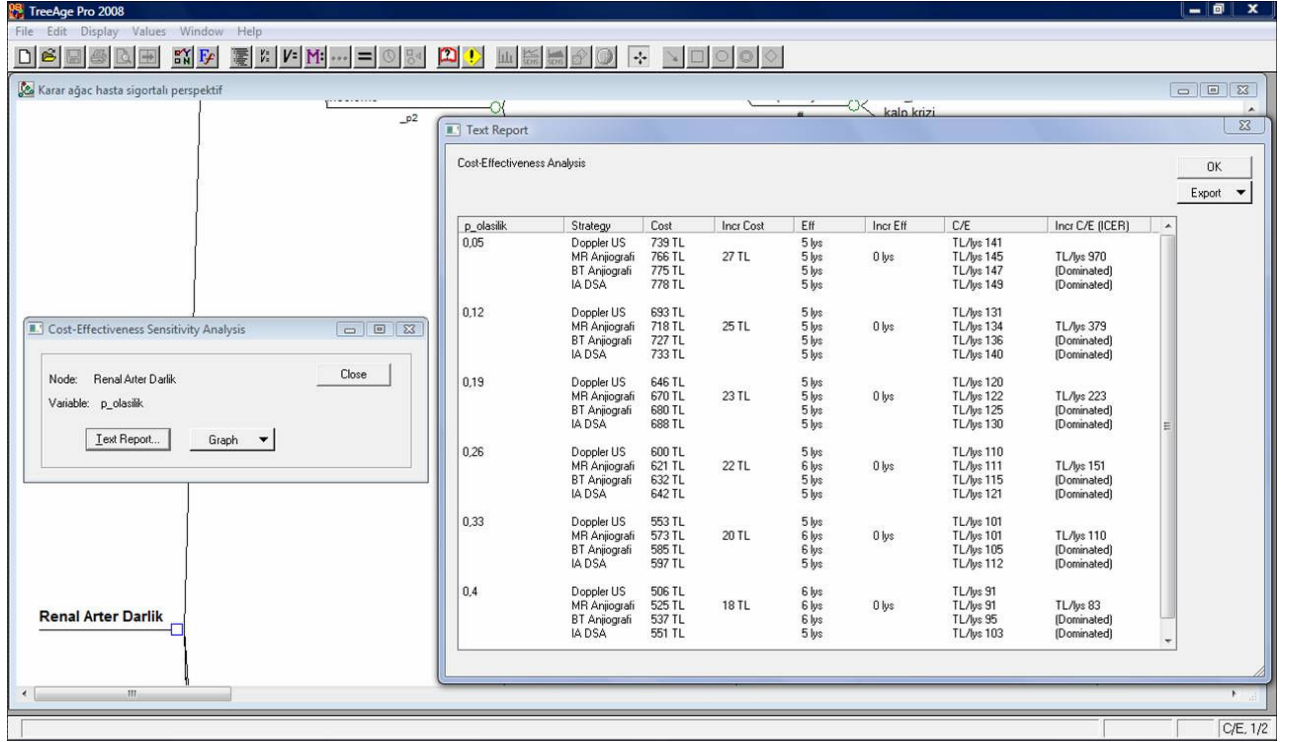 TreeAge Pro 2008
File Edit Display Values Window Help
Karar ağac hasta sigortalı perspektif
_p2
kalp krizi
Text Report
Cost-Effectiveness Analysis
OK
Export
p_olasilik Strategy Cost Incr Cost Eff Incr Eff C/E Incr C/E (ICER)
0,05 Doppler US 739 TL 5 lys TL/lys 141
MR Anjiografi 766 TL 27 TL 5 lys 0 lys TL/lys 145 TL/lys 970
BT Anjiografi 775 TL 5 lys TL/lys 147 (Dominated)
IA DSA 778 TL 5 lys TL/lys 149 (Dominated)
0,12 Doppler US 693 TL 5 lys TL/lys 131
MR Anjiografi 718 TL 25 TL 5 lys 0 lys TL/lys 134 TL/lys 379
BT Anjiografi 727 TL 5 lys TL/lys 136 (Dominated)
IA DSA 733 TL 5 lys TL/lys 140 (Dominated)
0,19 Doppler US 646 TL 5 lys TL/lys 120
MR Anjiografi 670 TL 23 TL 5 lys 0 lys TL/lys 122 TL/lys 223
BT Anjiografi 680 TL 5 lys TL/lys 125 (Dominated)
IA DSA 688 TL 5 lys TL/lys 130 (Dominated)
0,26 Doppler US 600 TL 5 lys TL/lys 110
MR Anjiografi 621 TL 22 TL 6 lys 0 lys TL/lys 111 TL/lys 151
BT Anjiografi 632 TL 5 lys TL/lys 115 (Dominated)
IA DSA 642 TL 5 lys TL/lys 121 (Dominated)
0,33 Doppler US 553 TL 5 lys TL/lys 101
MR Anjiografi 573 TL 20 TL 6 lys 0 lys TL/lys 101 TL/lys 110
BT Anjiografi 585 TL 6 lys TL/lys 105 (Dominated)
IA DSA 597 TL 5 lys TL/lys 112 (Dominated)
0,4 Doppler US 506 TL 6 lys TL/lys 91
MR Anjiografi 525 TL 18 TL 6 lys 0 lys TL/lys 91 TL/lys 83
BT Anjiografi 537 TL 6 lys TL/lys 95 (Dominated)
IA DSA 551 TL 5 lys TL/lys 103 (Dominated)
Cost-Effectiveness Sensitivity Analysis
Node: Renal Arter Darlik
Close
Variable: p_olasilik
Text Report... Graph
Renal Arter Darlik
C/E, 1/2